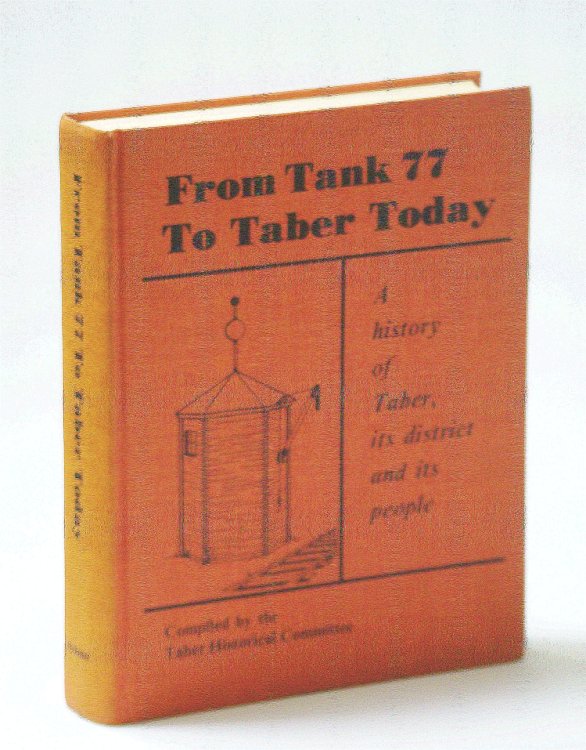 From Tank 77
To Taber Today
A
history
of
Taber,
its district
and its
people
Compiled by the
Taber Historical Committee
From Tank 77 To Taber Today